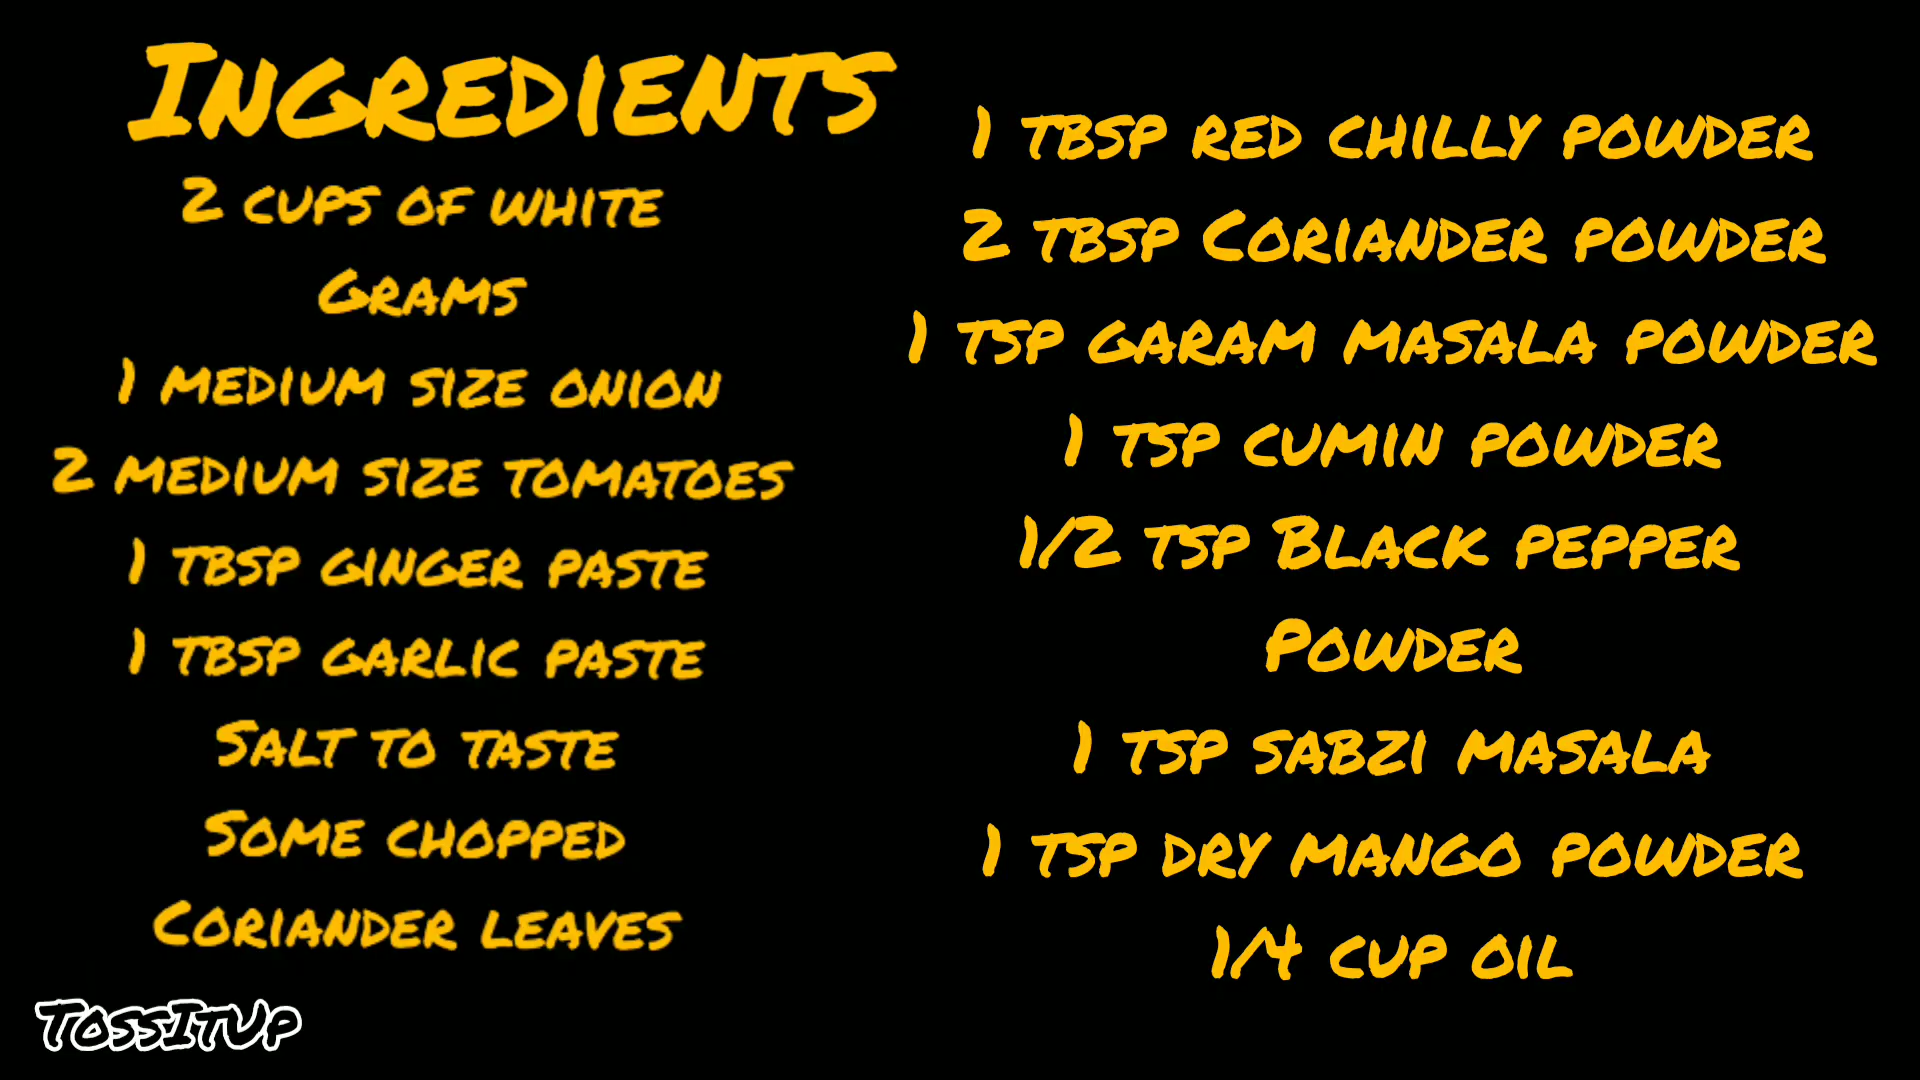 Ingredients
2 cups of white
Grams
1 medium size onion
2 medium size tomatoes
1 tbsp ginger paste
1 tbsp garlic paste
Salt to taste
Some chopped
Coriander leaves
1 tbsp red chilly powder
2 tbsp Coriander powder
1 tsp garam masala powder
1 tsp cumin powder
1/2 tsp Black pepper
Powder
1 tsp sabzi masala
1 tsp dry mango powder
1/4 cup oil
TossItUp